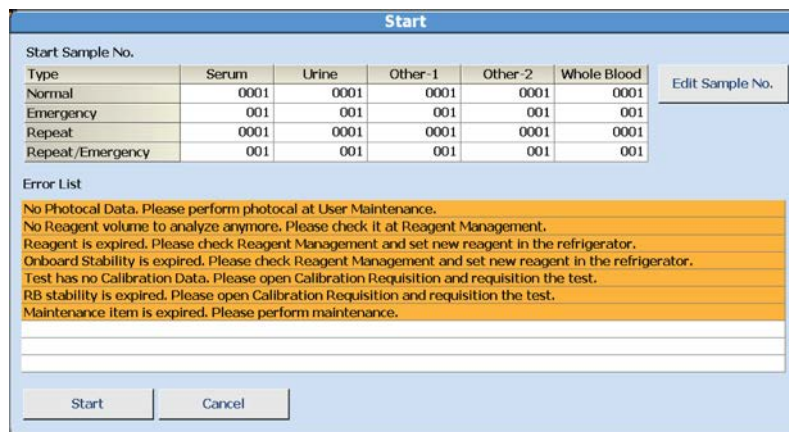 Start
Start Sample No.
Type Serum Urine Other-1 Other-2 Whole Blood
Normal 0001 0001 0001 0001 0001
Edit Sample No.
Emergency 001 001 001 001 001
Repeat 0001 0001 0001 0001 0001
Repeat/Emergency 001 001 001 001 001
Error List
No Photocal Data. Please perform photocal at User Maintenance.
No Reagent volume to analyze anymore. Please check it at Reagent Management.
Reagent is expired. Please check Reagent Management and set new reagent in the refrigerator.
Onboard Stability is expired. Please check Reagent Management and set new reagent in the refrigerator.
Test has no Calibration Data. Please open Calibration Requisition and requisition the test.
RB stability is expired. Please open Calibration Requisition and requisition the test.
Maintenance item is expired. Please perform maintenance.
Start Cancel